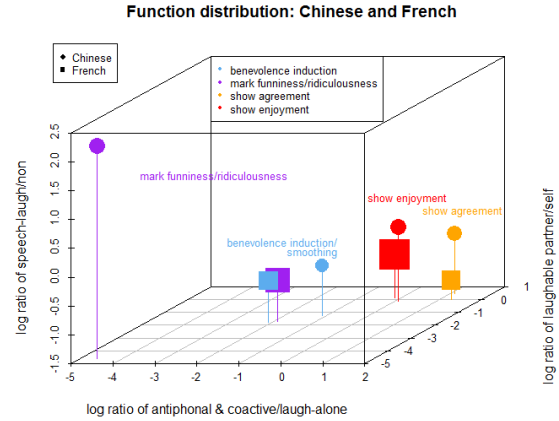 Function distribution: Chinese and French
Chinese
French
benevolence induction
mark funniness/ridiculousness
show agreement
show enjoyment
log ratio of speech-laugh/non
2.5
2.0
1.5
1.0
0.5
0.0
-0.5
-1.0
-1.5
mark funniness/ridiculousness
show enjoyment
show agreement
benevolence induction/
smoothing
-5
-4
-3
-2
-1
0
1
2
-5
-4
-3
-2
-1
0
1
log ratio of antiphonal & coactive/laugh-alone
log ratio of laughable partner/self